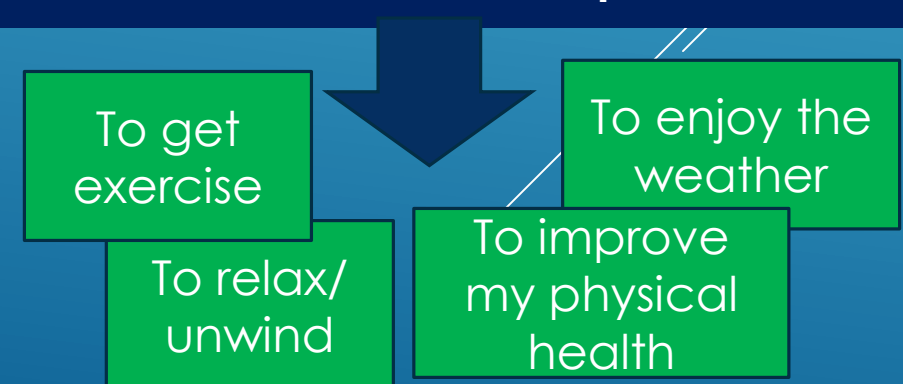 To get
exercise
To enjoy the
weather
To relax/
unwind
To improve
my physical
health